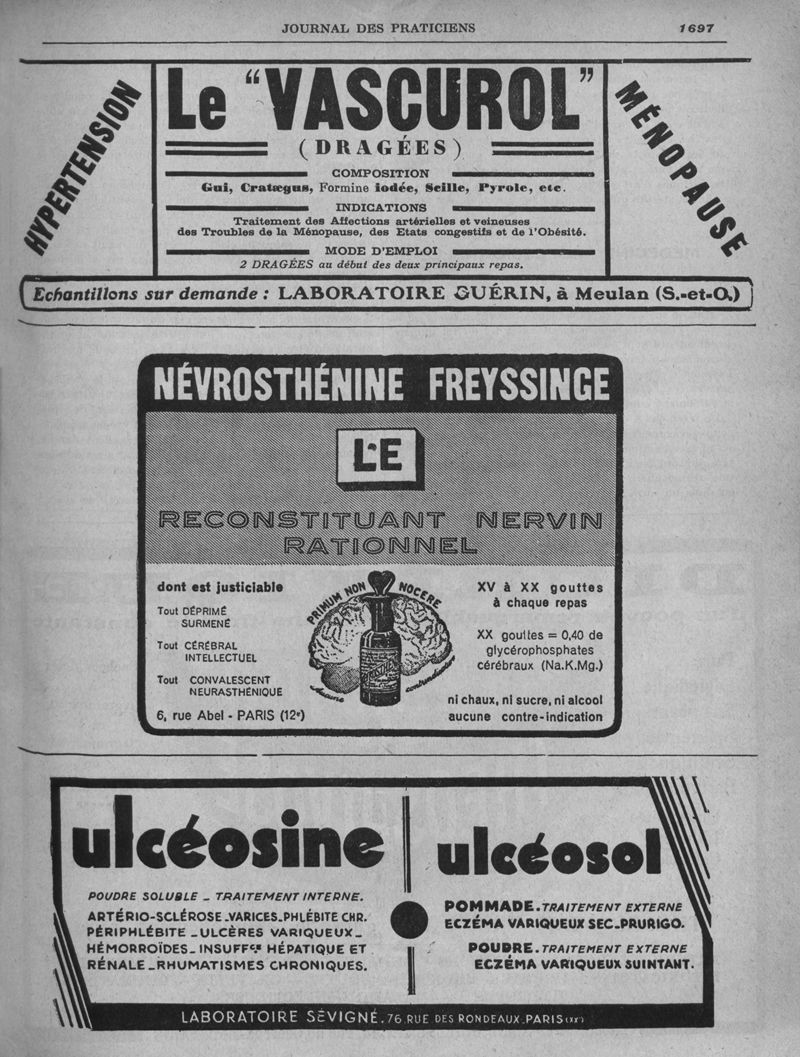 JOURNAL DES PRATICIENS 1697
HYPERTENSION
Le "VASCUROL"
(DRAGÉES)
COMPOSITION
Gui, Cratægus, Formine iodée, Scille, Pyrole, etc.
INDICATIONS
Traitement des Affections artérielles et veineuses
des Troubles de la Ménopause, des Etats congestifs et de l'Obésité.
MODE D'EMPLOI
2 DRAGÉES au début des deux principaux repas.
MÉNOPAUSE
Echantillons sur demande : LABORATOIRE GUÉRIN, à Meulan (S.-et-O.)
NÉVROSTHÉNINE FREYSSINGE
LE
RECONSTITUANT NERVIN
RATIONNEL
dont est justiciable
Tout DÉPRIMÉ
SURMENÉ
Tout CÉRÉBRAL
INTELLECTUEL
Tout CONVALESCENT
NEURASTHÉNIQUE
6, rue Abel - PARIS (12e)
PRIMUM NON NOCERE
Aucune contreindication
XV à XX gouttes
à chaque repas
XX gouttes = 0,40 de
glycérophosphates
cérébraux (Na.K.Mg.)
ni chaux, ni sucre, ni alcool
aucune contre-indication
ulcéosine
POUDRE SOLUBLE - TRAITEMENT INTERNE.
ARTÉRIO-SCLÉROSE-VARICES-PHLÉBITE CHR.
PÉRIPHLÉBITE - ULCÈRES VARIQUEUX-
HÉMORROÏDES-INSUFFce HÉPATIQUE ET
RÉNALE-RHUMATISMES CHRONIQUES.
ulcéosol
POMMADE. TRAITEMENT EXTERNE
ECZÉMA VARIQUEUX SEC-PRURIGO.
POUDRE. TRAITEMENT EXTERNE
ECZÉMA VARIQUEUX SUINTANT.
LABORATOIRE SÉVIGNÉ. 76, RUE DES RONDEAUX-PARIS (XXe)